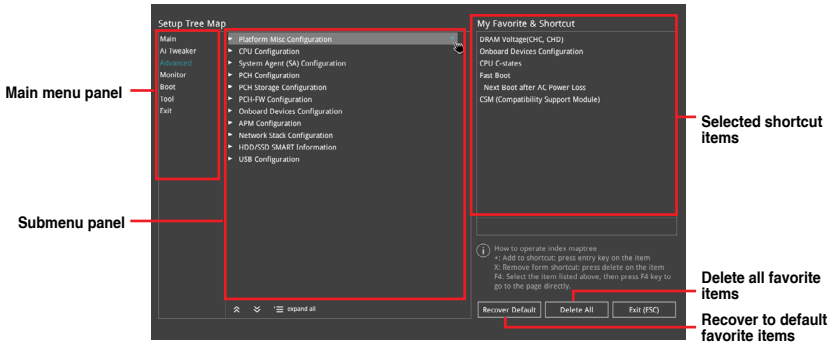 Setup Tree Map
Main
Ai Tweaker
Advanced
Monitor
Boot
Tool
Exit
Platform Misc Configuration
CPU Configuration
System Agent (SA) Configuration
PCH Configuration
PCH Storage Configuration
PCH-FW Configuration
Onboard Devices Configuration
APM Configuration
Network Stack Configuration
HDD/SSD SMART Information
USB Configuration
expand all
My Favorite & Shortcut
DRAM Voltage(CHC, CHD)
Onboard Devices Configuration
CPU C-states
Fast Boot
Next Boot after AC Power Loss
CSM (Compatibility Support Module)
How to operate index maptree
+: Add to shortcut: press entry key on the item
X: Remove form shortcut: press delete on the item
F4: Select the item listed above, then press F4 key to
go to the page directly.
Recover Default
Delete All
Exit (ESC)
Main menu panel
Submenu panel
Selected shortcut
items
Delete all favorite
items
Recover to default
favorite items